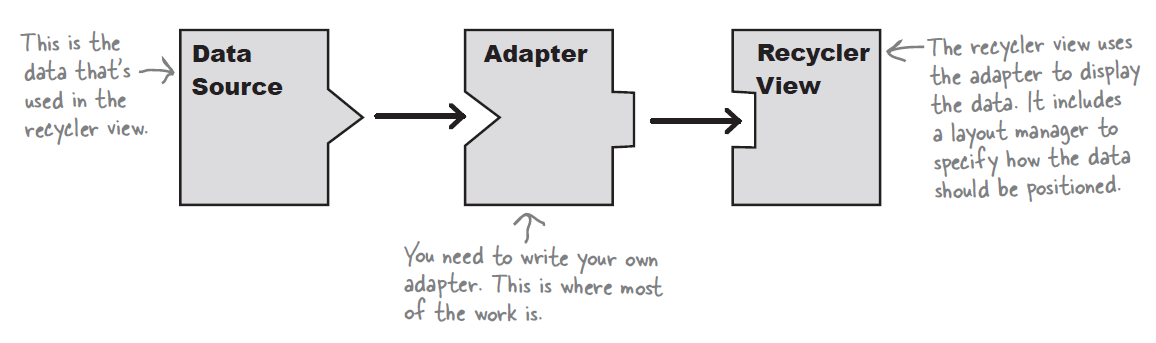 This is the
data that's
used in the
recycler view.
Data
Source
Adapter
You need to write your own
adapter. This is where most
of the work is.
Recycler
View
The recycler view uses
the adapter to display
the data. It includes
a layout manager to
specify how the data
should be positioned.